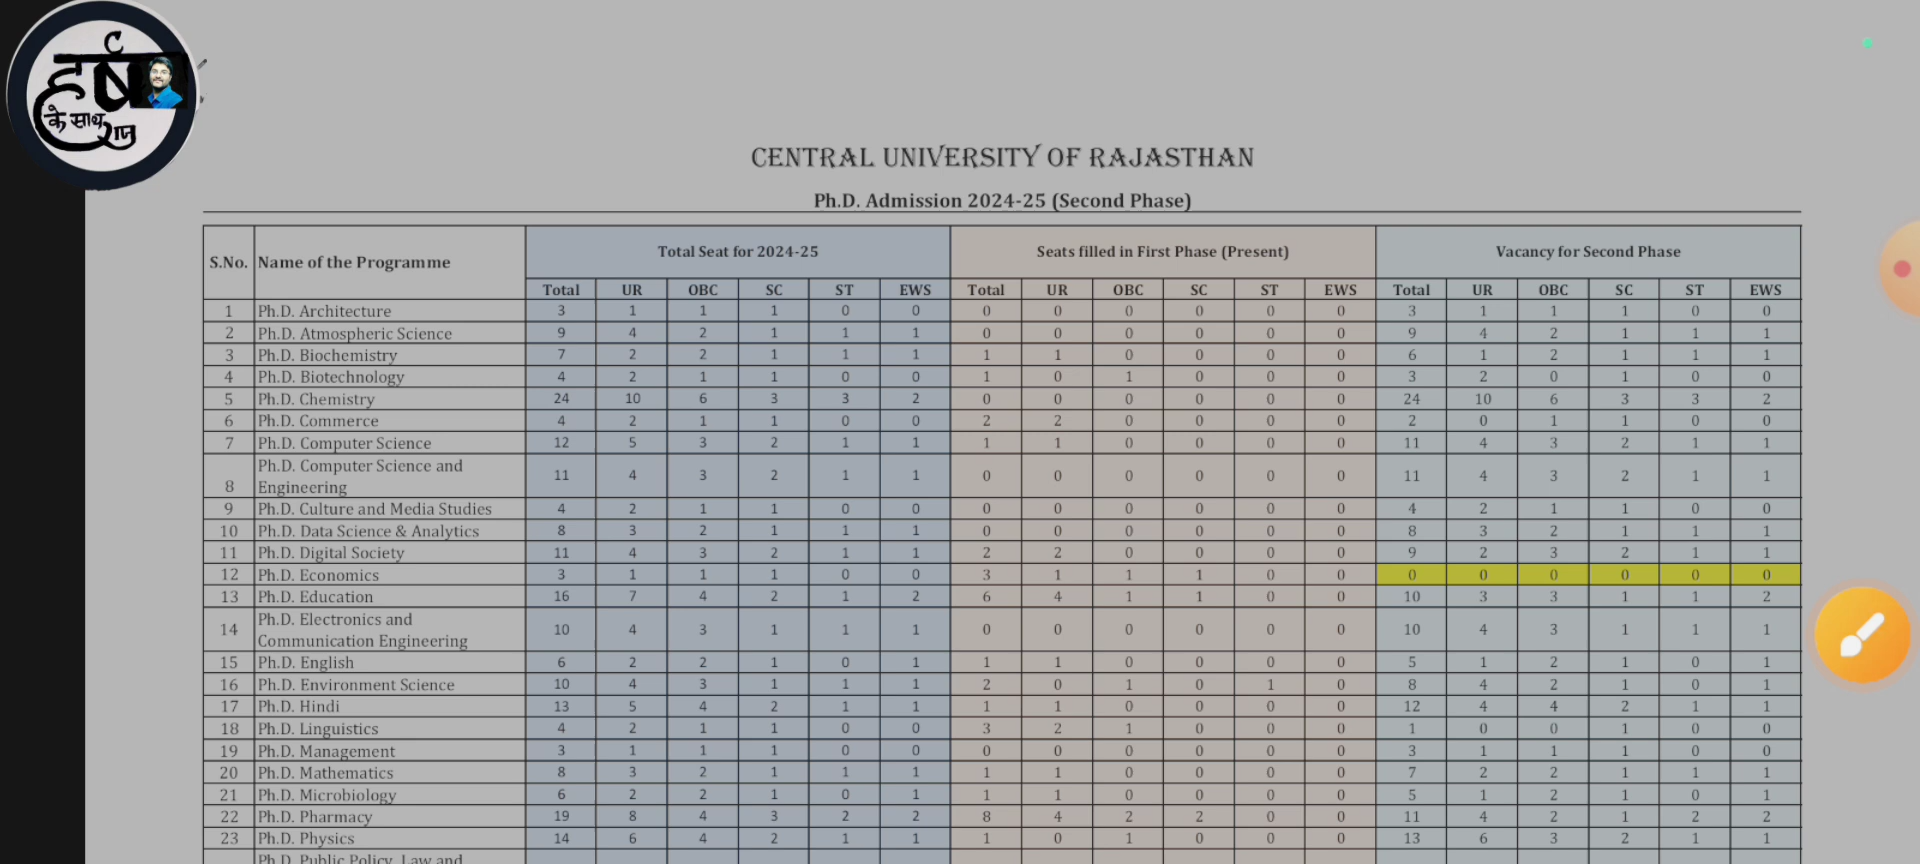 र्हष
के साथ
राज
CENTRAL UNIVERSITY OF RAJASTHAN
Ph.D. Admission 2024-25 (Second Phase)
S.No. Name of the Programme Total Seat for 2024-25 Seats filled in First Phase (Present) Vacancy for Second Phase
Total UR OBC SC ST EWS Total UR OBC SC ST EWS Total UR OBC SC ST EWS
1 Ph.D. Architecture 3 1 1 1 0 0 0 0 0 0 0 0 3 1 1 1 0 0
2 Ph.D. Atmospheric Science 9 4 2 1 1 1 0 0 0 0 0 0 9 4 2 1 1 1
3 Ph.D. Biochemistry 7 2 2 1 1 1 1 1 0 0 0 0 6 1 2 1 1 1
4 Ph.D. Biotechnology 4 2 1 1 0 0 1 0 1 0 0 0 3 2 0 1 0 0
5 Ph.D. Chemistry 24 10 6 3 3 2 0 0 0 0 0 0 24 10 6 3 3 2
6 Ph.D. Commerce 4 2 1 1 0 0 2 2 0 0 0 0 2 0 1 1 0 0
7 Ph.D. Computer Science 12 5 3 2 1 1 1 1 0 0 0 0 11 4 3 2 1 1
8 Ph.D. Computer Science and
Engineering 11 4 3 2 1 1 0 0 0 0 0 0 11 4 3 2 1 1
9 Ph.D. Culture and Media Studies 4 2 1 1 0 0 0 0 0 0 0 0 4 2 1 1 0 0
10 Ph.D. Data Science & Analytics 8 3 2 1 1 1 0 0 0 0 0 0 8 3 2 1 1 1
11 Ph.D. Digital Society 11 4 3 2 1 1 2 2 0 0 0 0 9 2 3 2 1 1
12 Ph.D. Economics 3 1 1 1 0 0 3 1 1 1 0 0 0 0 0 0 0 0
13 Ph.D. Education 16 7 4 2 1 2 6 4 1 1 0 0 10 3 3 1 1 2
14 Ph.D. Electronics and
Communication Engineering 10 4 3 1 1 1 0 0 0 0 0 0 10 4 3 1 1 1
15 Ph.D. English 6 2 2 1 0 1 1 1 0 0 0 0 5 1 2 1 0 1
16 Ph.D. Environment Science 10 4 3 1 1 1 2 0 1 0 1 0 8 4 2 1 0 1
17 Ph.D. Hindi 13 5 4 2 1 1 1 1 0 0 0 0 12 4 4 2 1 1
18 Ph.D. Linguistics 4 2 1 1 0 0 3 2 1 0 0 0 1 0 0 1 0 0
19 Ph.D. Management 3 1 1 1 0 0 0 0 0 0 0 0 3 1 1 1 0 0
20 Ph.D. Mathematics 8 3 2 1 1 1 1 1 0 0 0 0 7 2 2 1 1 1
21 Ph.D. Microbiology 6 2 2 1 0 1 1 1 0 0 0 0 5 1 2 1 0 1
22 Ph.D. Pharmacy 19 8 4 3 2 2 8 4 2 2 0 0 11 4 2 1 2 2
23 Ph.D. Physics 14 6 4 2 1 1 1 0 1 0 0 0 13 6 3 2 1 1
Ph.D. Public Policy, Law and